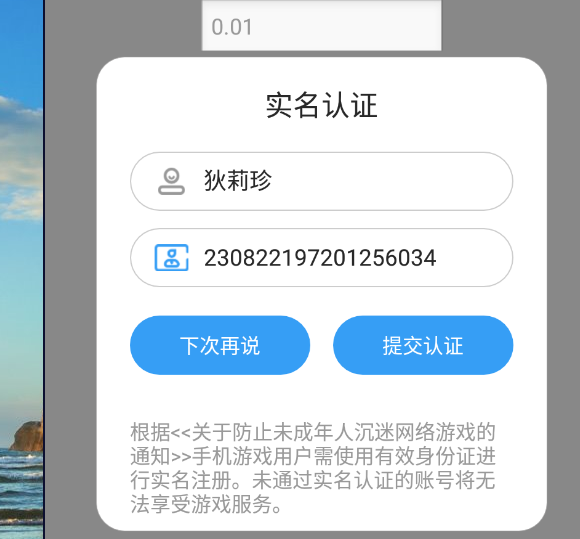 0.01
实名认证
狄莉珍
230822197201256034
下次再说
提交认证
根据<<关于防止未成年人沉迷网络游戏的
通知>>手机游戏用户需使用有效身份证进
行实名注册。未通过实名认证的账号将无
法享受游戏服务。